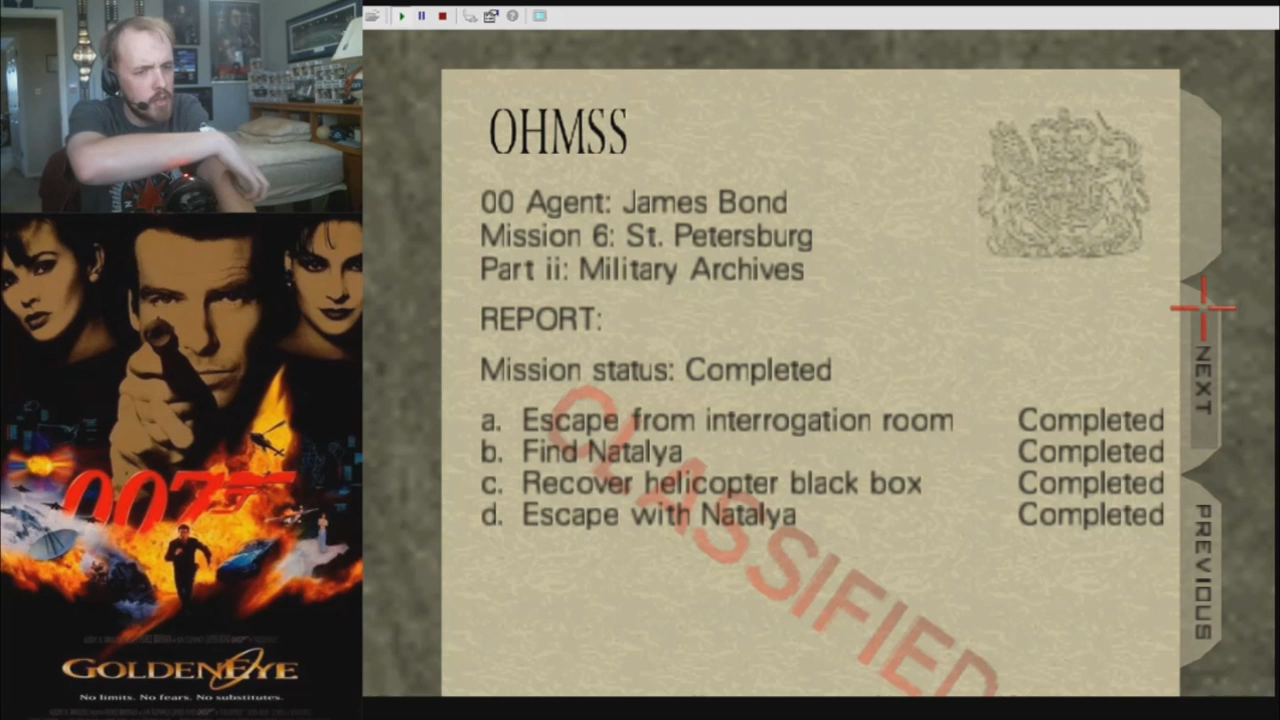 OHMSS
00 Agent: James Bond
Mission 6: St. Petersburg
Part ii: Military Archives
REPORT:
Mission status: Completed
a. Escape from interrogation room Completed
b. Find Natalya Completed
c. Recover helicopter black box Completed
d. Escape with Natalya Completed
CLASSIFIED
NEXT
PREVIOUS
007
GOLDENEYE
No limits. No fears. No substitutes.